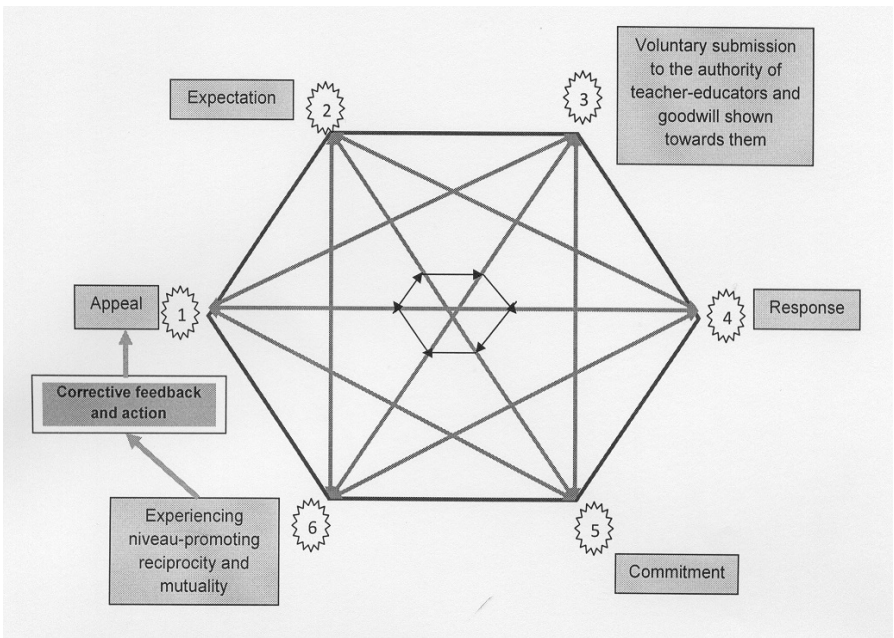 Expectation
2
3
Voluntary submission
to the authority of
teacher-educators and
goodwill shown
towards them
Appeal
1
4
Response
Corrective feedback
and action
Experiencing
niveau-promoting
reciprocity and
mutuality
6
5
Commitment